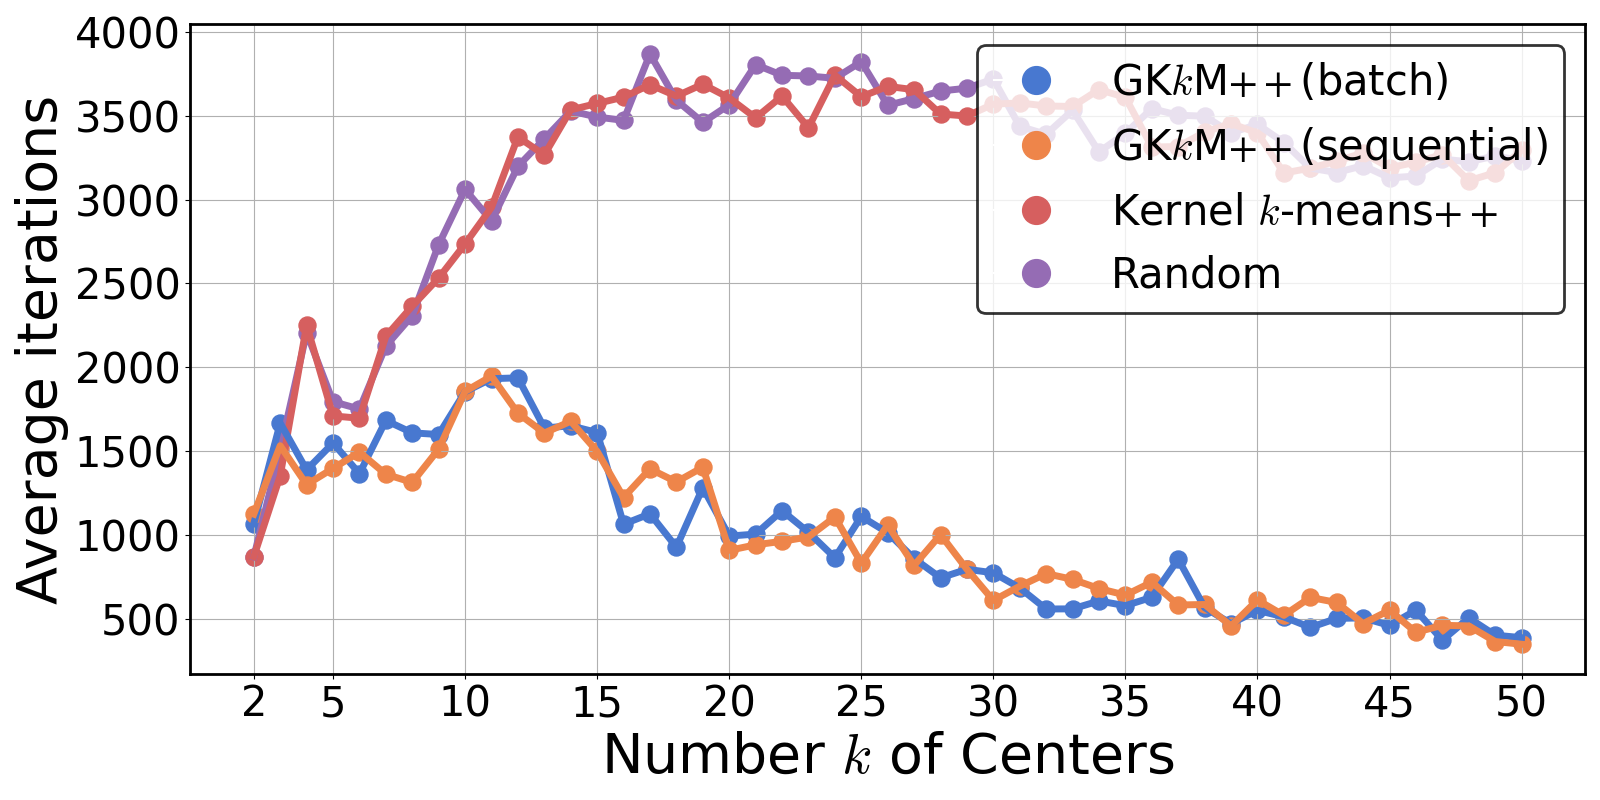 4000
3500
3000
2500
2000
1500
1000
500
Average iterations
GKkM++(batch)
GKkM++(sequential)
Kernel k-means++
Random
2 5 10 15 20 25 30 35 40 45 50
Number k of Centers